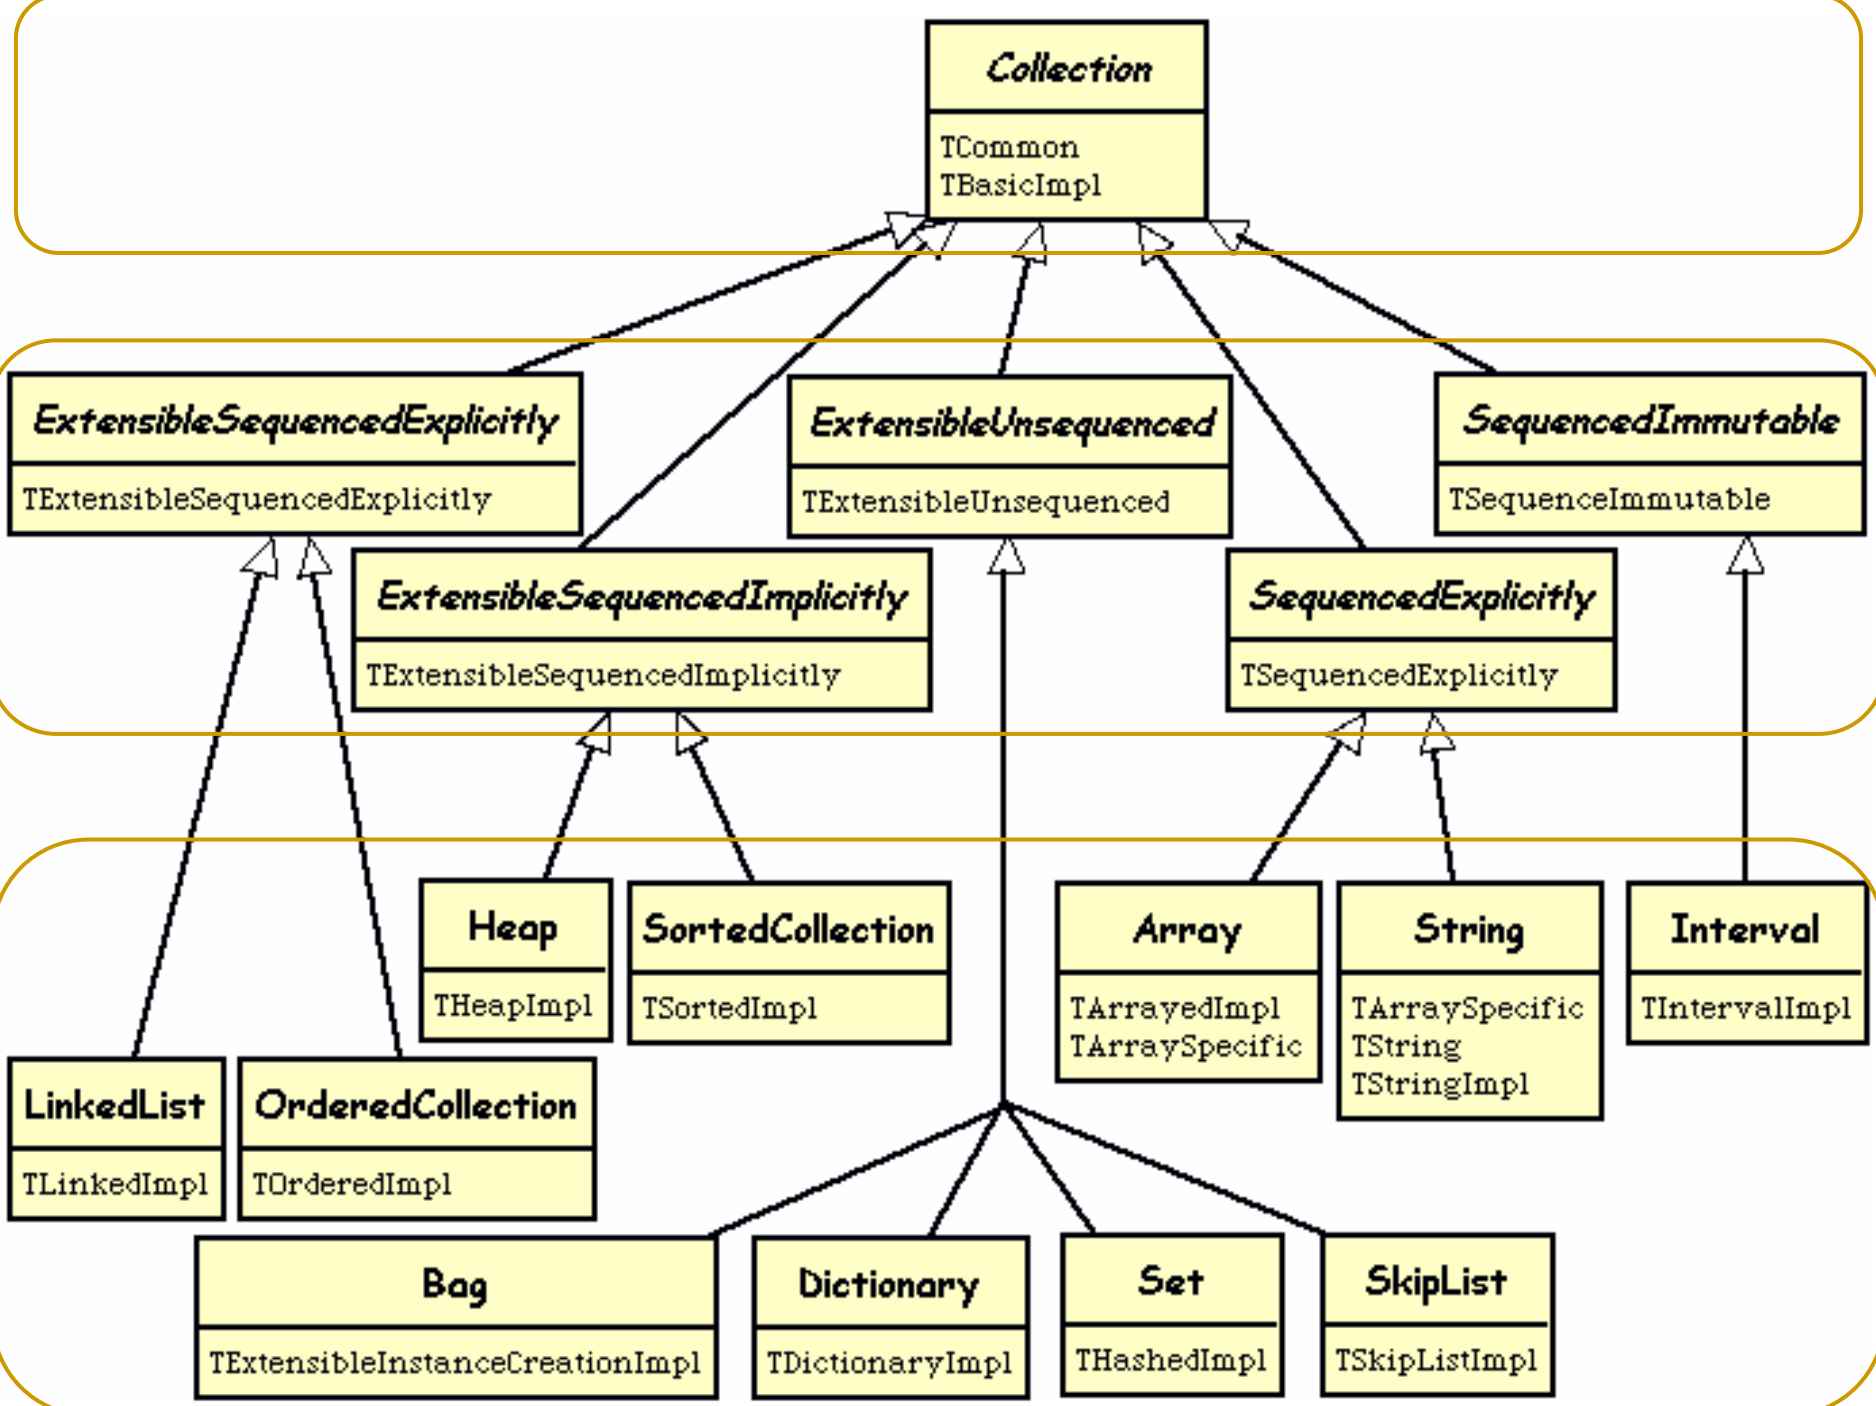 Collection
TCommon
TBasicImpl
ExtensibleSequencedExplicitly
TExtensibleSequencedExplicitly
ExtensibleUnsequenced
TExtensibleUnsequenced
SequencedImmutable
TSequenceImmutable
ExtensibleSequencedImplicitly
TExtensibleSequencedImplicitly
SequencedExplicitly
TSequencedExplicitly
Heap
THeapImpl
SortedCollection
TSortedImpl
Array
TArrayedImpl
TArraySpecific
String
TArraySpecific
TString
TStringImpl
Interval
TIntervalImpl
LinkedList
TLinkedImpl
OrderedCollection
TOrderedImpl
Bag
TExtensibleInstanceCreationImpl
Dictionary
TDictionaryImpl
Set
THashedImpl
SkipList
TSkipListImpl